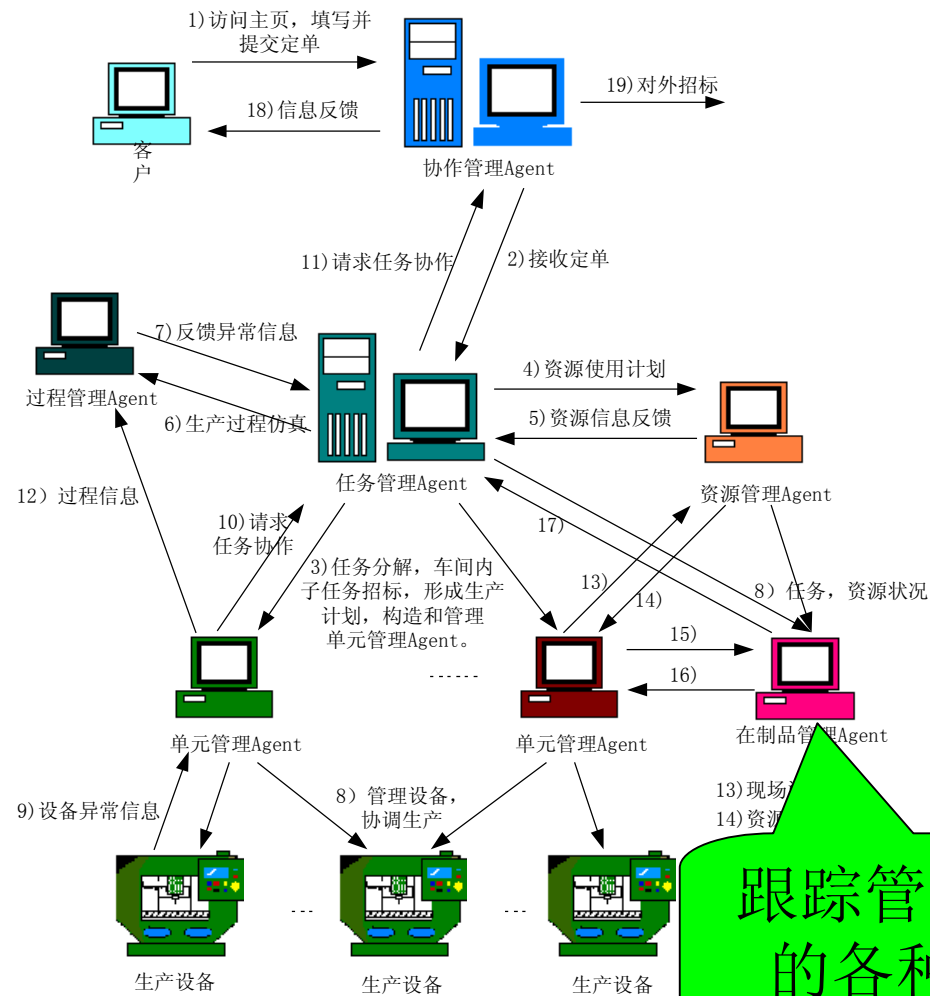 1)访问主页，填写并
提交定单
18)信息反馈
19)对外招标
客
户
协作管理Agent
11)请求任务协作
2)接收定单
7)反馈异常信息
4)资源使用计划
过程管理Agent
6)生产过程仿真
5)资源信息反馈
任务管理Agent
资源管理Agent
12）过程信息
10)请求
任务协作
17)
3)任务分解，车间内
子任务招标，形成生产
计划，构造和管理
单元管理Agent。
13)
14)
8）任务，资源状况
15)
16)
......
单元管理Agent
单元管理Agent
在制品管理Agent
9)设备异常信息
8）管理设备，
协调生产
13)现场
14)资源
...
...
生产设备
生产设备
生产设备
跟踪管
的各种